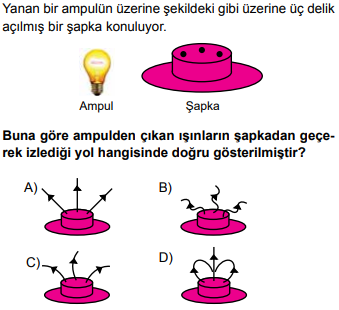 Yanan bir ampulün üzerine şekildeki gibi üzerine üç delik
açılmış bir şapka konuluyor.
Ampul
Şapka
Buna göre ampulden çıkan ışınların şapkadan geçe-
rek izlediği yol hangisinde doğru gösterilmiştir?
A)
B)
C)
D)